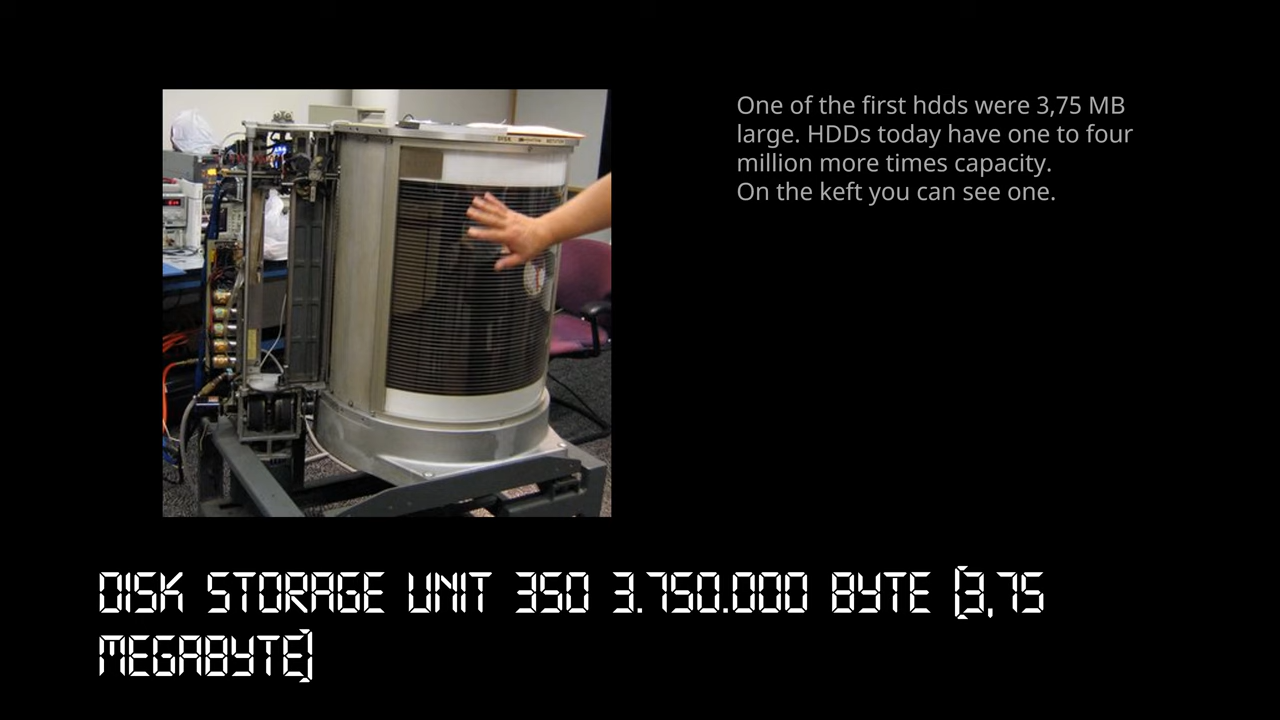 One of the first hdds were 3,75 MB
large. HDDs today have one to four
million more times capacity.
On the keft you can see one.
DISK STORAGE UNIT 350 3.750.000 BYTE (3,75
MEGABYTE)